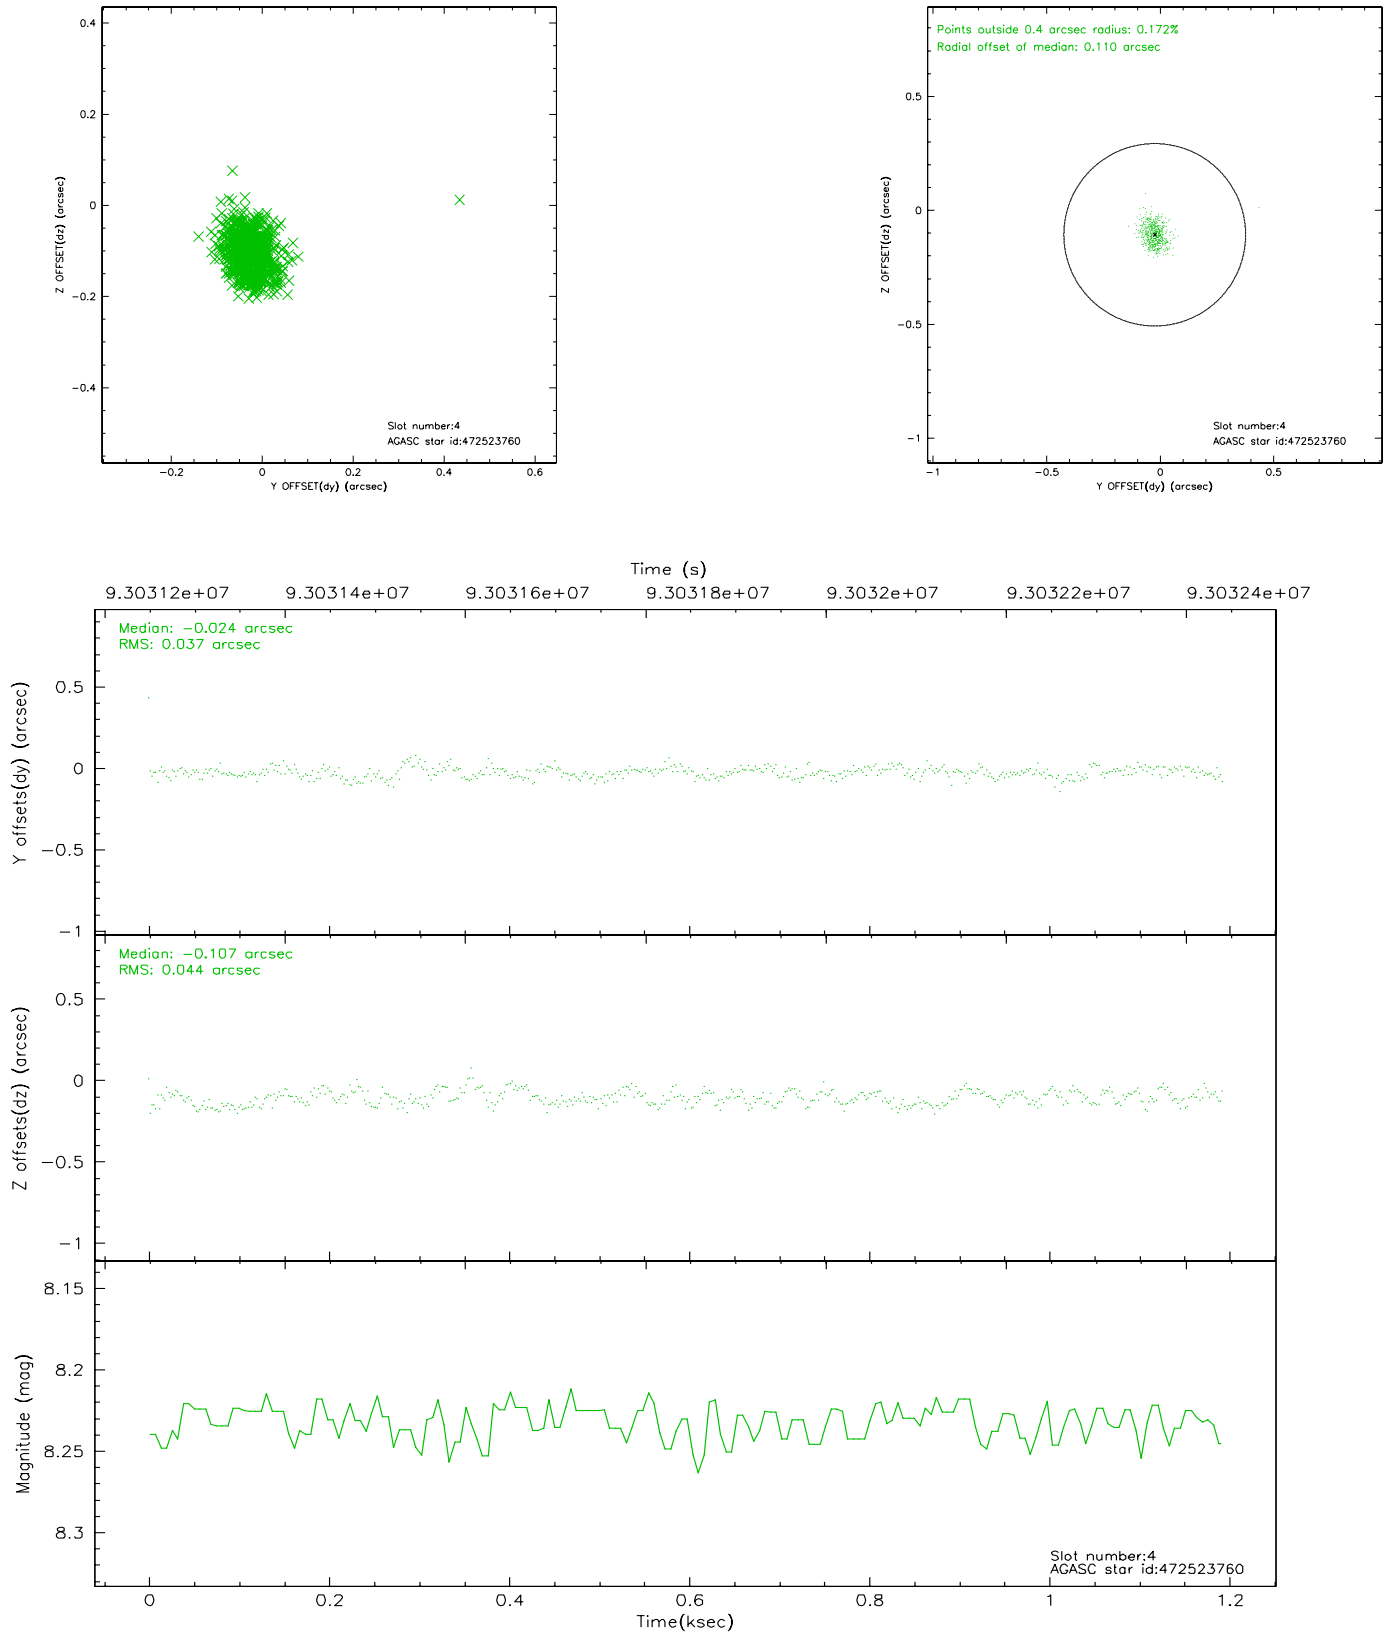 0.4
0.2
0
−0.2
−0.4
Z OFFSET(dz) (arcsec)
Slot number:4
AGASC star id:472523760
−0.2 0 0.2 0.4 0.6
Y OFFSET(dy) (arcsec)
Points outside 0.4 arcsec radius: 0.172%
Radial offset of median: 0.110 arcsec
0.5
0
−0.5
−1
Z OFFSET(dz) (arcsec)
Slot number:4
AGASC star id:472523760
−1 −0.5 0 0.5
Y OFFSET(dy) (arcsec)
Time (s)
9.30312e+07 9.30314e+07 9.30316e+07 9.30318e+07 9.3032e+07 9.30322e+07 9.30324e+07
Median: −0.024 arcsec
RMS: 0.037 arcsec
0.5
0
−0.5
−1
Y offsets(dy) (arcsec)
Median: −0.107 arcsec
RMS: 0.044 arcsec
0.5
0
−0.5
−1
Z offsets(dz) (arcsec)
8.15
8.2
8.25
8.3
Magnitude (mag)
Slot number:4
AGASC star id:472523760
0 0.2 0.4 0.6 0.8 1 1.2
Time(ksec)